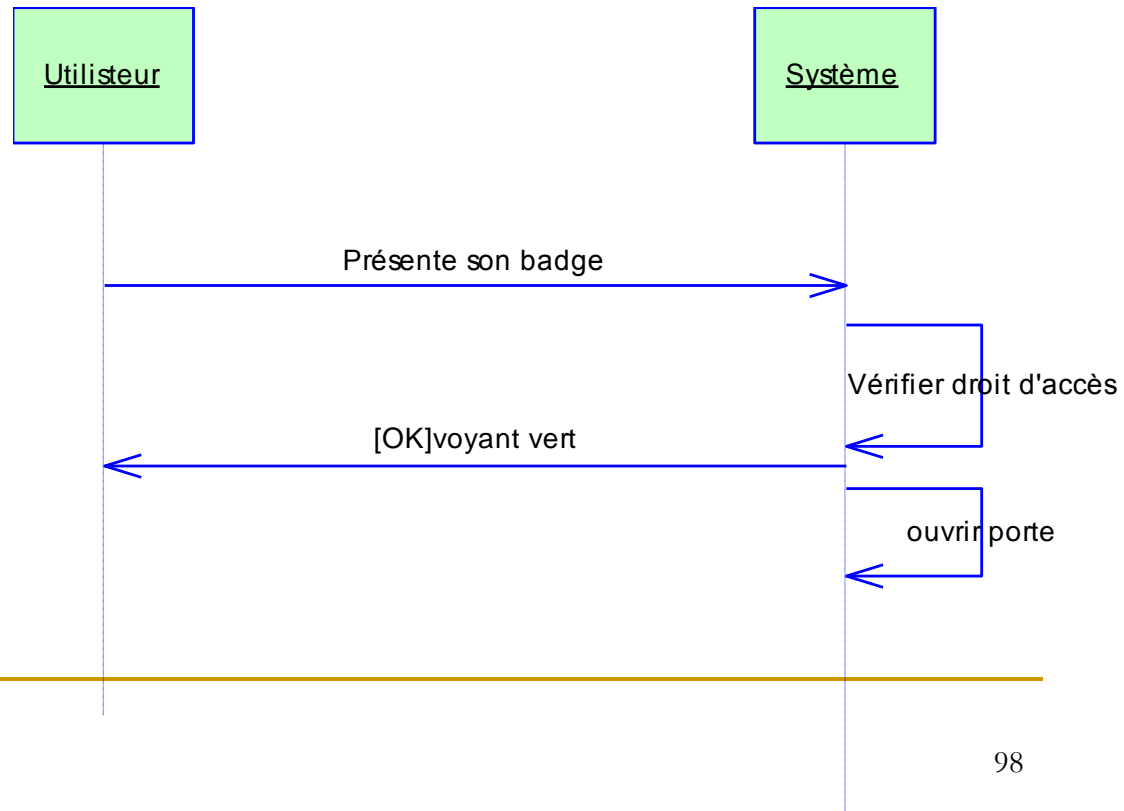 Utilisteur
Système
Présente son badge
Vérifier droit d'accès
[OK]voyant vert
ouvrir porte
98